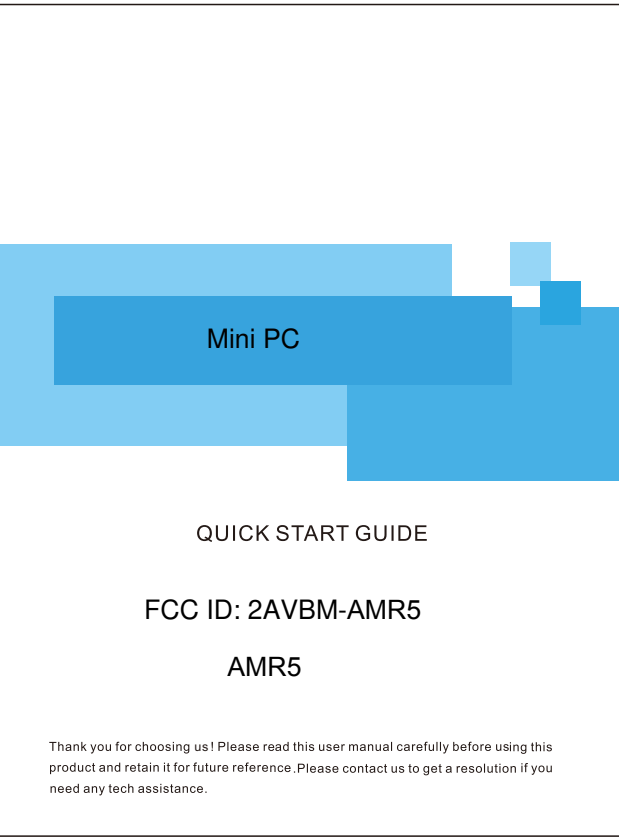 Mini PC
QUICK START GUIDE
FCC ID: 2AVBM-AMR5
AMR5
Thank you for choosing us! Please read this user manual carefully before using this
product and retain it for future reference.Please contact us to get a resolution if you
need any tech assistance.